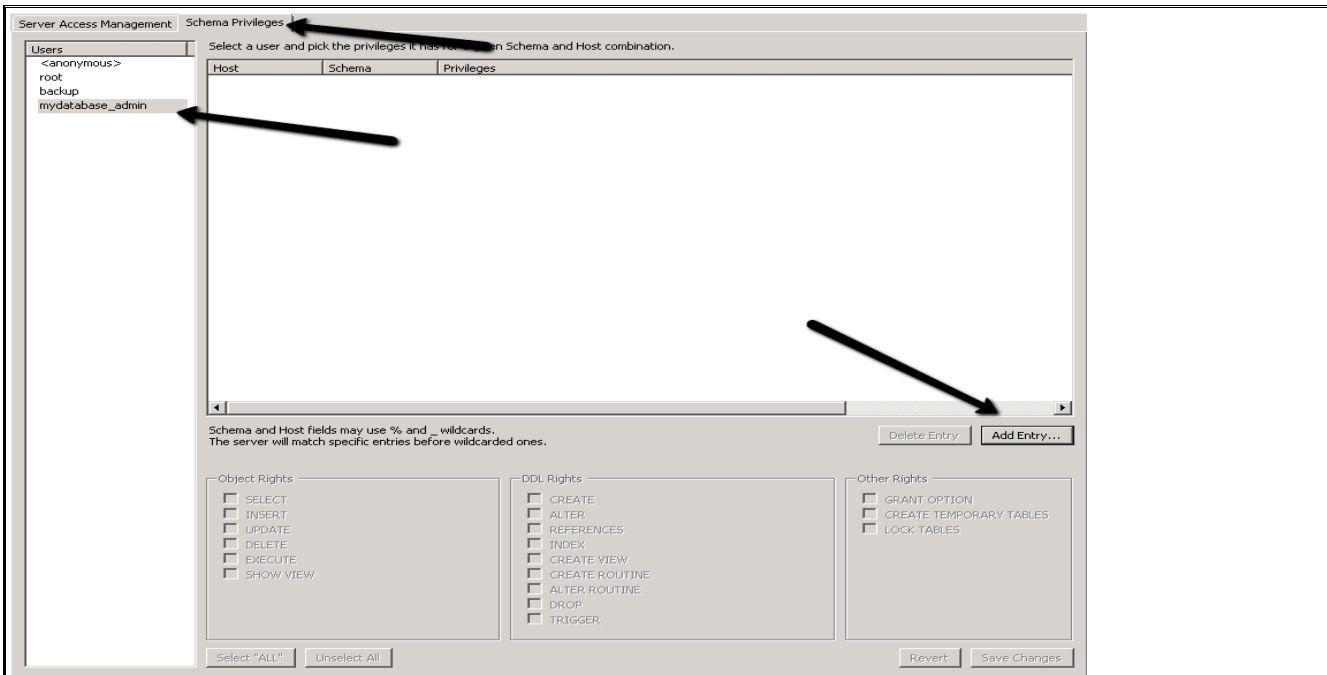 Server Access Management Schema Privileges
Users
<anonymous>
root
backup
mydatabase_admin
Select a user and pick the privileges it has for a given Schema and Host combination.
Host Schema Privileges
Schema and Host fields may use % and _ wildcards.
The server will match specific entries before wildcarded ones.
Delete Entry Add Entry...
Object Rights
SELECT
INSERT
UPDATE
DELETE
EXECUTE
SHOW VIEW
DDL Rights
CREATE
ALTER
REFERENCES
INDEX
CREATE VIEW
CREATE ROUTINE
ALTER ROUTINE
DROP
TRIGGER
Other Rights
GRANT OPTION
CREATE TEMPORARY TABLES
LOCK TABLES
Select "ALL" Unselect All Revert Save Changes